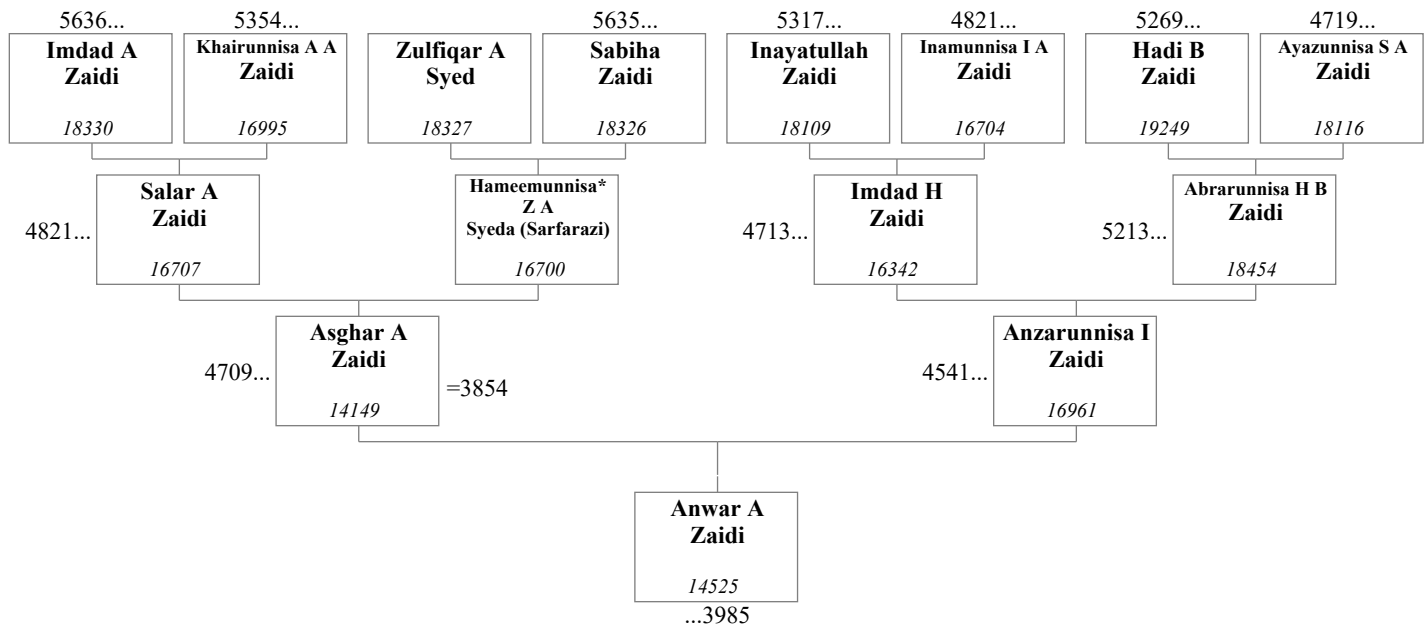 5636... 5354... 5635... 5317... 4821... 5269... 4719...
Imdad A
Zaidi
18330
Khairunnisa A A
Zaidi
16995
Zulfiqar A
Syed
18327
Sabiha
Zaidi
18326
Inayatullah
Zaidi
18109
Inamunnisa I A
Zaidi
16704
Hadi B
Zaidi
19249
Ayazunnisa S A
Zaidi
18116
4821...
Salar A
Zaidi
16707
Hameemunnisa*
Z A
Syeda (Sarfarazi)
16700
4713...
Imdad H
Zaidi
16342
5213...
Abrarunnisa H B
Zaidi
18454
4709...
Asghar A
Zaidi
14149
=3854
4541...
Anzarunnisa I
Zaidi
16961
Anwar A
Zaidi
14525
...3985